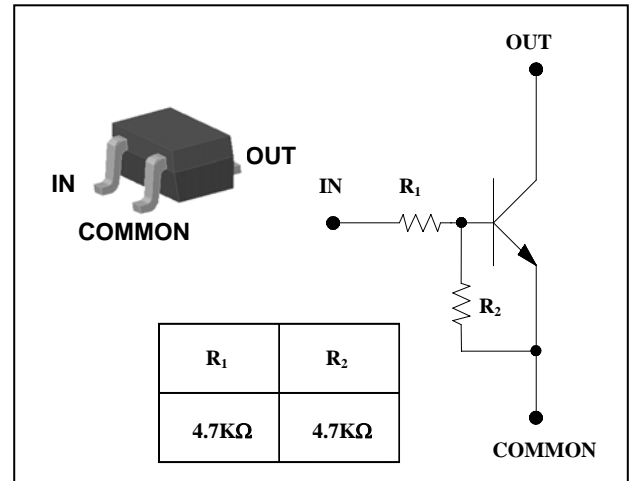 OUT
OUT
IN
IN
R₁
COMMON
R₂
R₁ R₂
4.7KΩ 4.7KΩ
COMMON